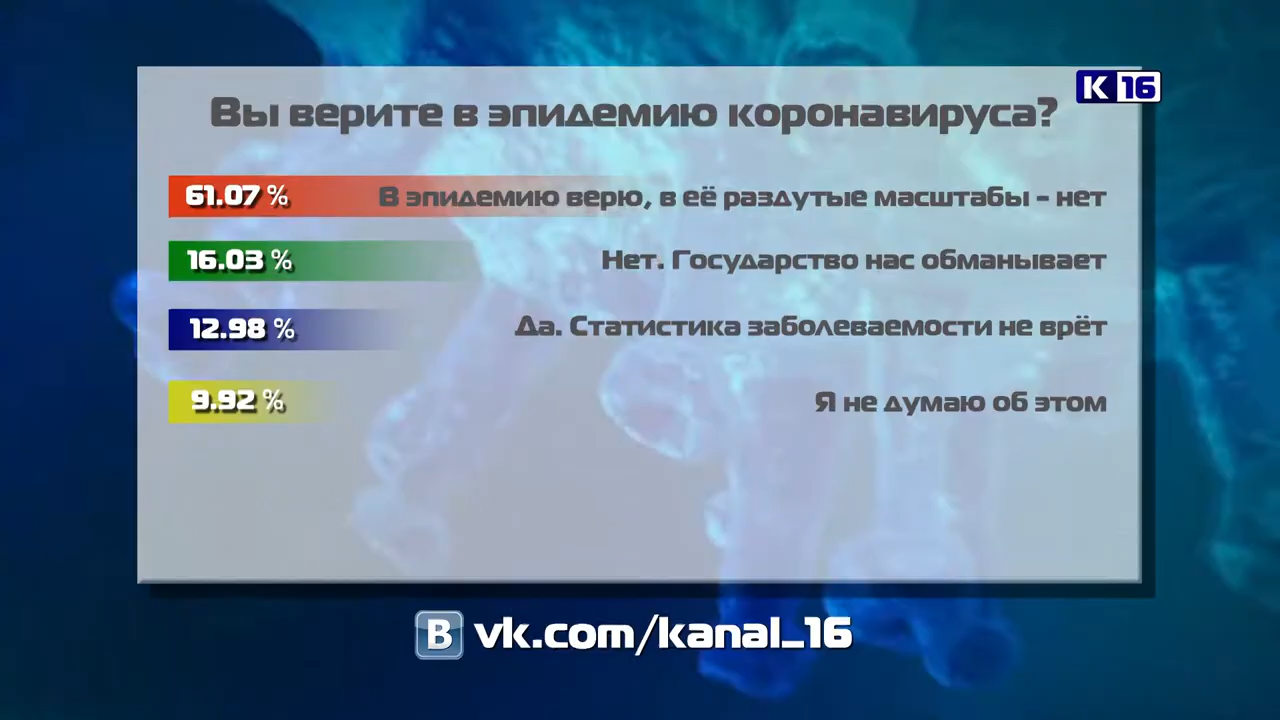 К 16
Вы верите в эпидемию коронавируса?
61.07 % В эпидемию верю, в её раздутые масштабы - нет
16.03 % Нет. Государство нас обманывает
12.98 % Да. Статистика заболеваемости не врёт
9.92 % Я не думаю об этом
В vk.com/kanal_16